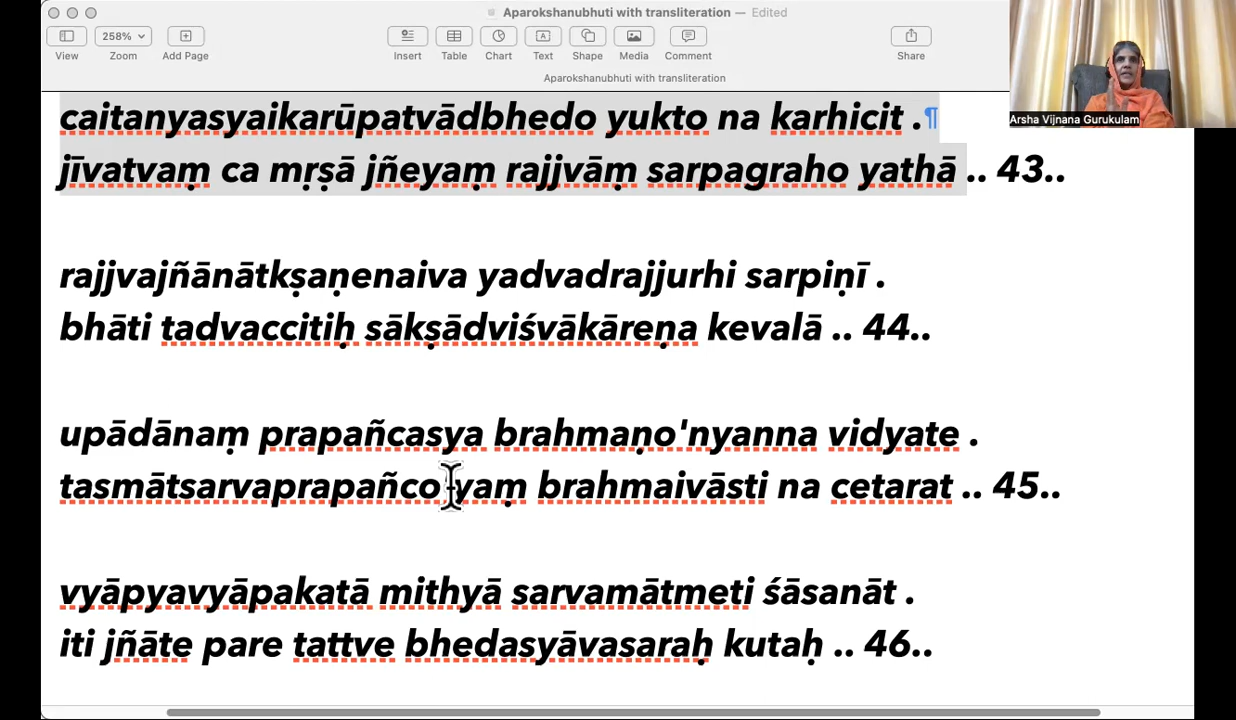 Aparokshanubhuti with transliteration — Edited
258%
View
Zoom
Add Page
Insert
Table
Chart
Text
Shape
Media
Comment
Share
Aparokshanubhuti with transliteration
Arsha Vijnana Gurukulam
caitanyasyaikarūpatvādbhedo yukto na karhicit .¶
jīvatvaṃ ca mṛṣā jñeyaṃ rajjvāṃ sarpagraho yathā .. 43..
rajjvajñānātkṣaṇenaiva yadvadrajjurhi sarpiṇī .
bhāti tadvaccitiḥ sākṣādviśvākāreṇa kevalā .. 44..
upādānaṃ prapañcasya brahmaṇo'nyanna vidyate .
tasmātsarvaprapañco'yaṃ brahmaivāsti na cetarat .. 45..
vyāpyavyāpakatā mithyā sarvamātmeti śāsanāt .
iti jñāte pare tattve bhedasyāvasaraḥ kutaḥ .. 46..